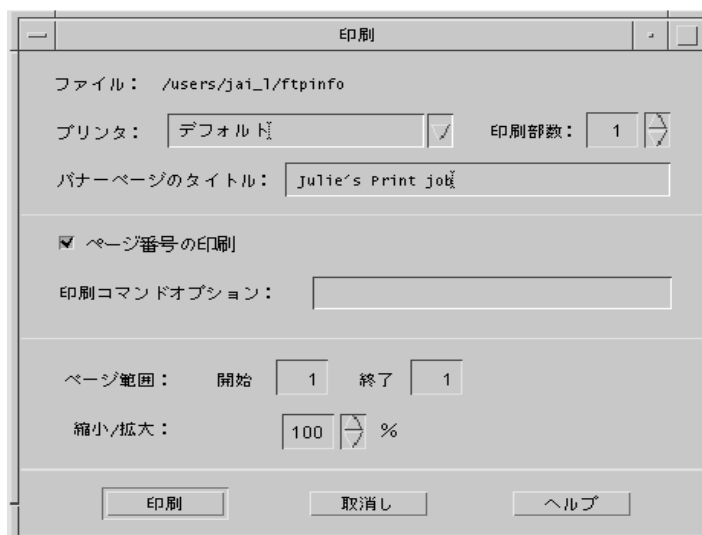 印刷
ファイル： /users/jai_l/ftpinfo
プリンタ： デフォルト 印刷部数： 1
バナーページのタイトル： Julie's Print job
ページ番号の印刷
印刷コマンドオプション：
ページ範囲： 開始 1 終了 1
縮小/拡大： 100 %
印刷 取消し ヘルプ